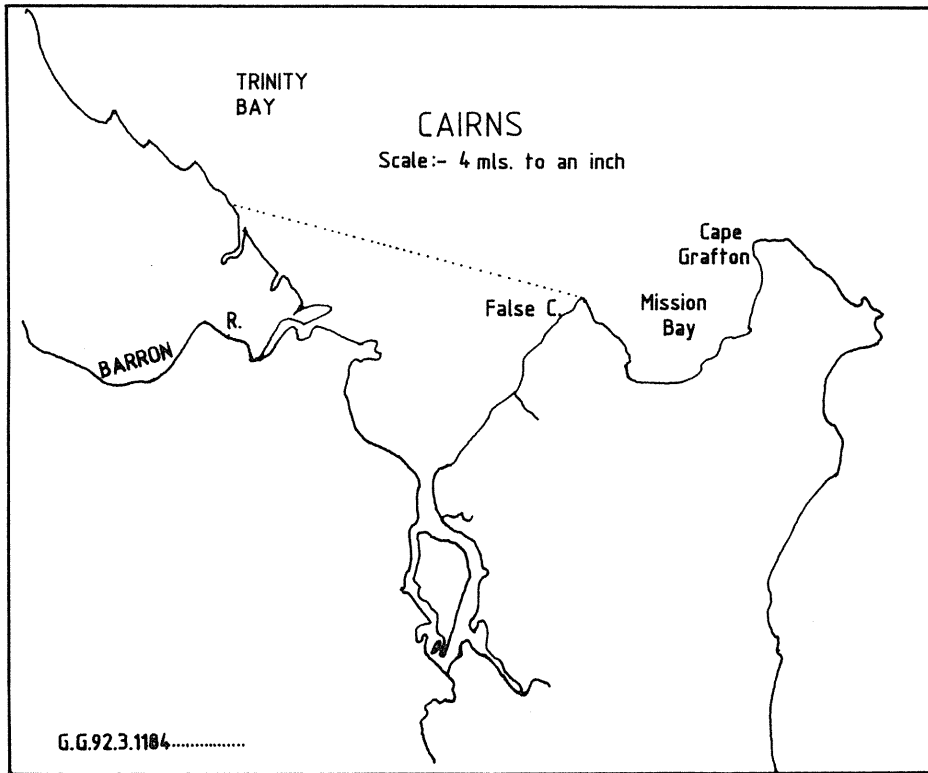 TRINITY
BAY
CAIRNS
Scale:- 4 mls. to an inch
Cape
Grafton
False C.
Mission
Bay
R.
BARRON
G.G.92.3.1184...............